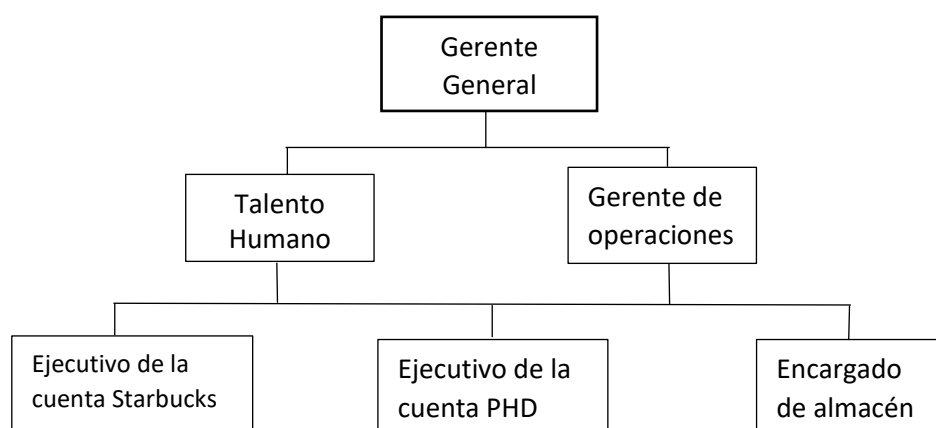 Gerente
General
Talento
Humano
Gerente de
operaciones
Ejecutivo de la
cuenta Starbucks
Ejecutivo de la
cuenta PHD
Encargado
de almacén